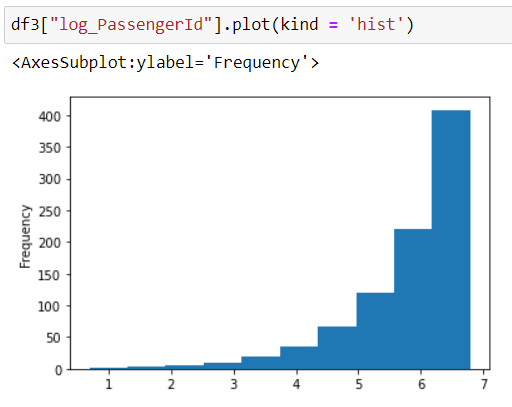 df3["log_PassengerId"].plot(kind = 'hist')
<AxesSubplot:ylabel='Frequency'>
400
350
300
250
200
150
100
50
0
Frequency
1 2 3 4 5 6 7